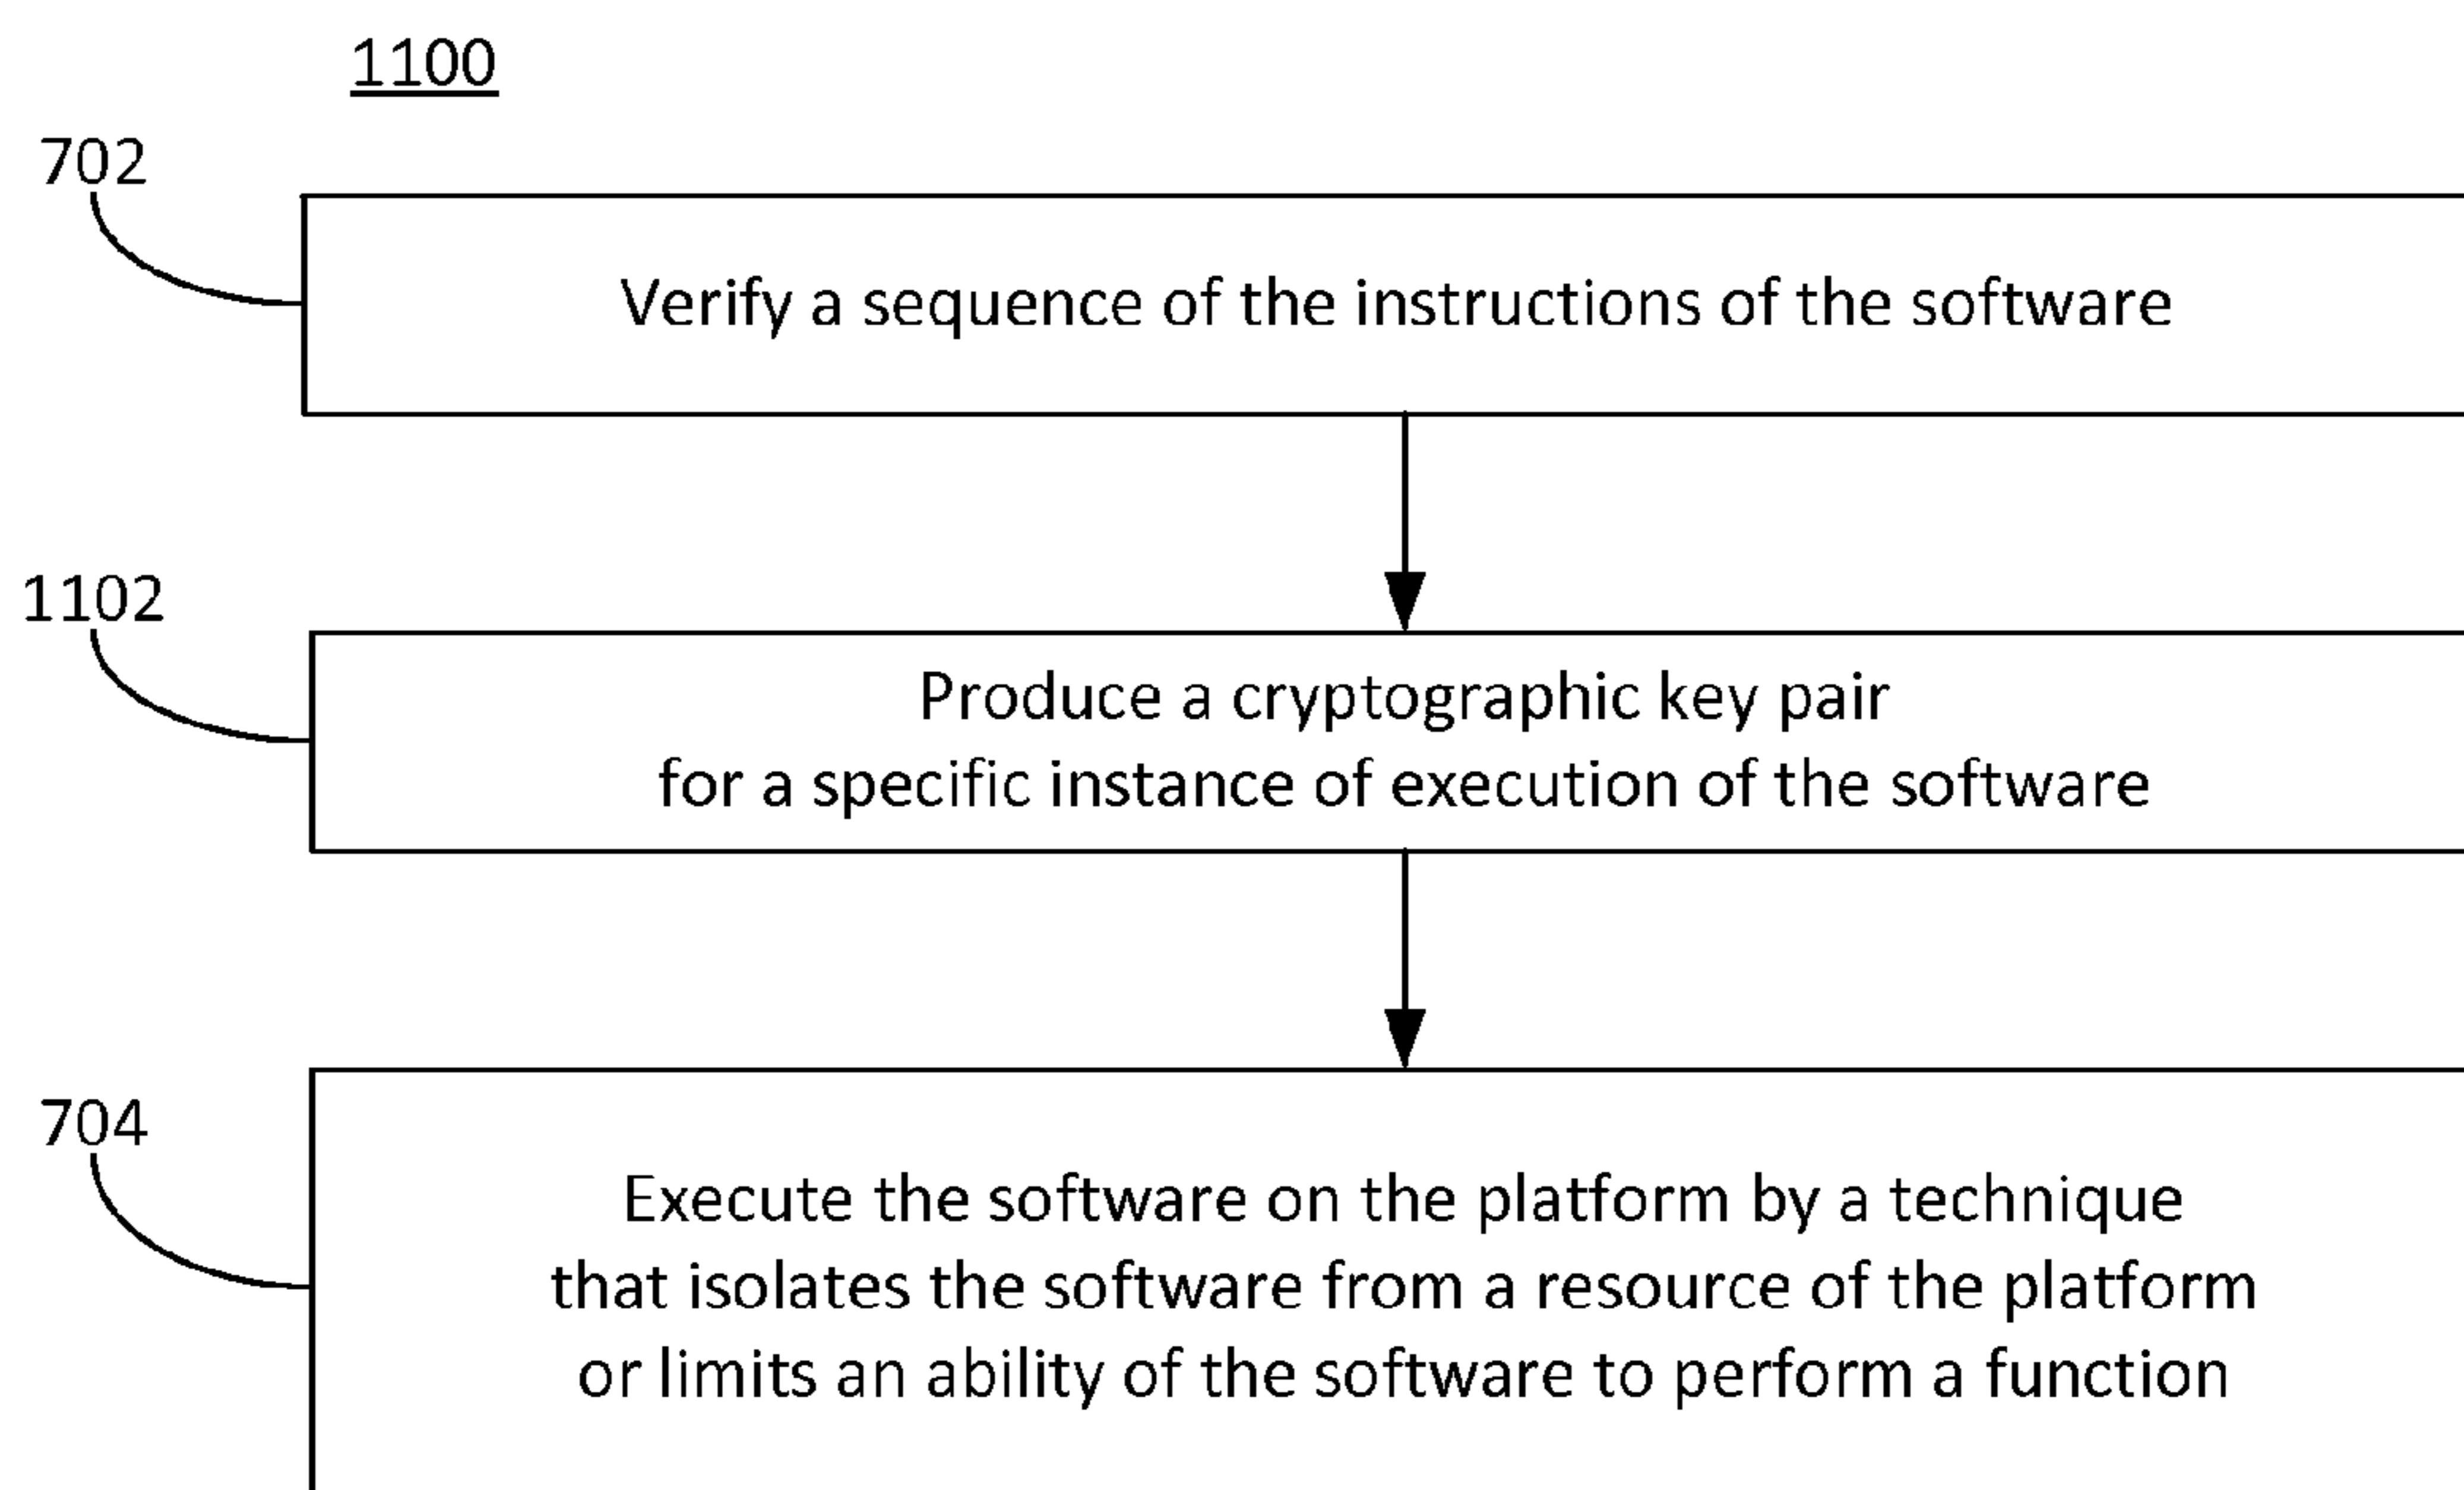 1100
702
Verify a sequence of the instructions of the software
1102
Produce a cryptographic key pair
for a specific instance of execution of the software
704
Execute the software on the platform by a technique
that isolates the software from a resource of the platform
or limits an ability of the software to perform a function